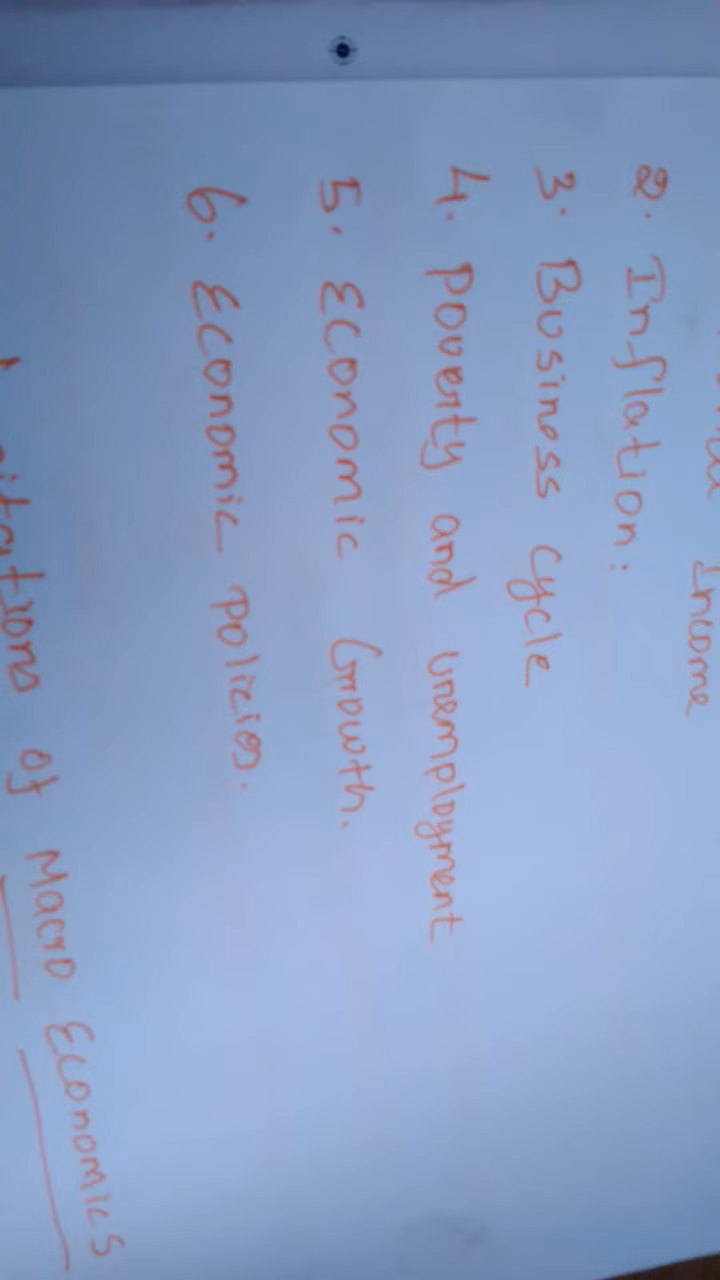 Income
2. Inflation:
3. Business cycle
4. Poverty and unemployment
5. Economic Growth.
6. Economic policies.
of Macro Economics